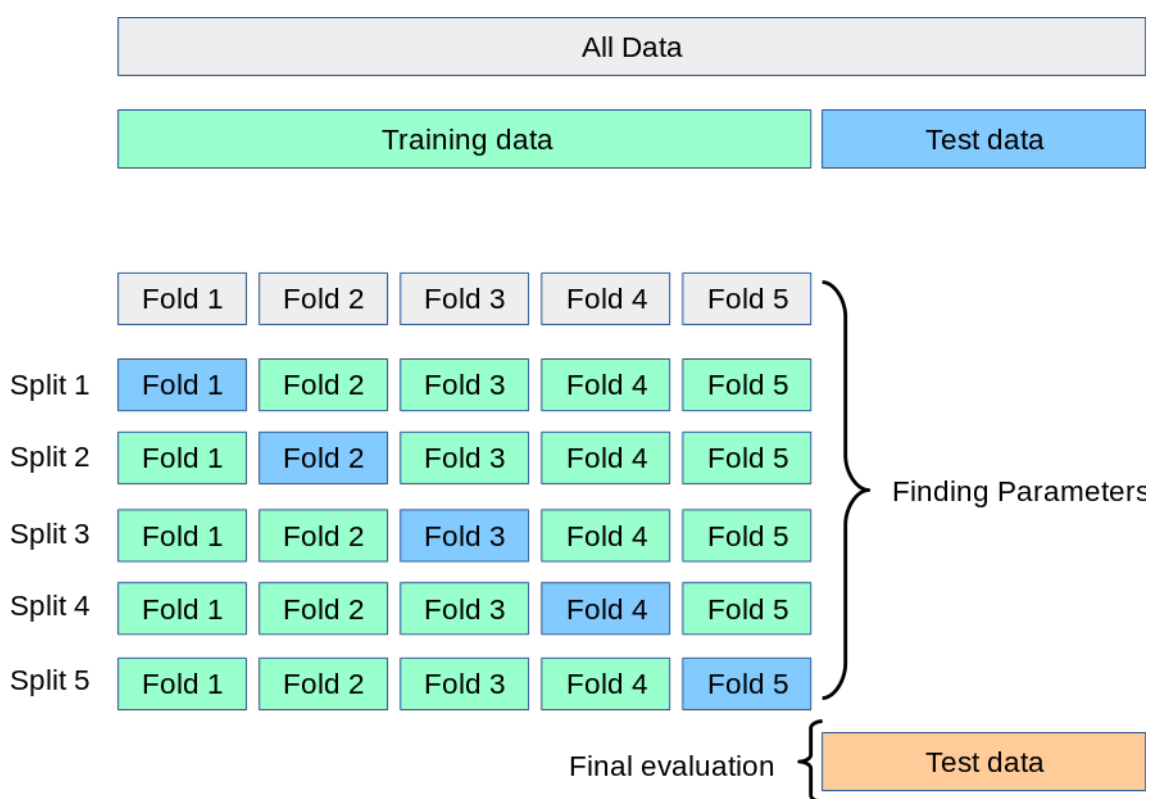 All Data
Training data Test data
Fold 1 Fold 2 Fold 3 Fold 4 Fold 5
Split 1 Fold 1 Fold 2 Fold 3 Fold 4 Fold 5
Split 2 Fold 1 Fold 2 Fold 3 Fold 4 Fold 5
Finding Parameters
Split 3 Fold 1 Fold 2 Fold 3 Fold 4 Fold 5
Split 4 Fold 1 Fold 2 Fold 3 Fold 4 Fold 5
Split 5 Fold 1 Fold 2 Fold 3 Fold 4 Fold 5
Final evaluation Test data